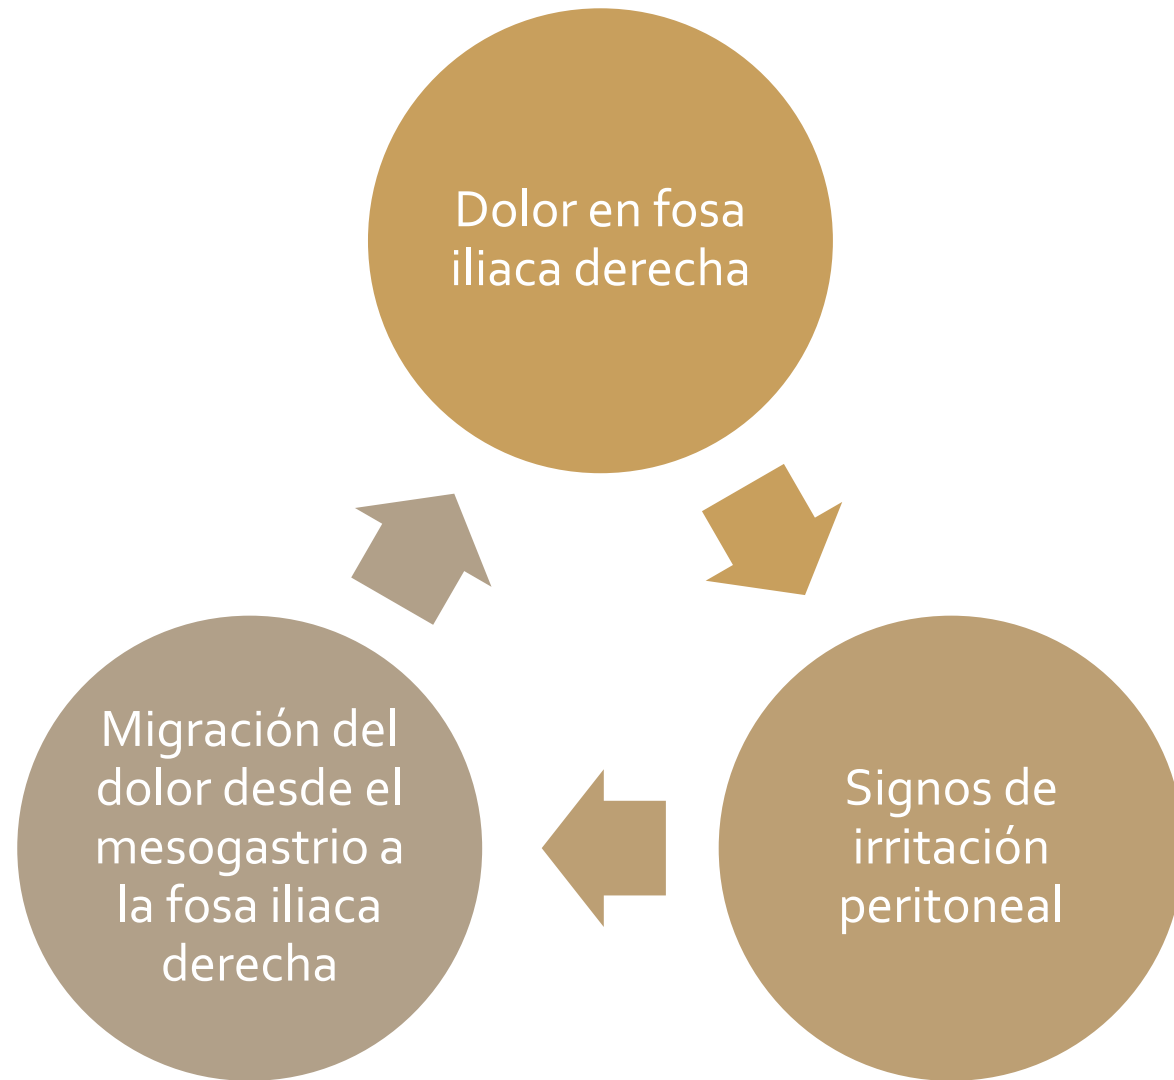 Dolor en fosa
iliaca derecha
Signos de
irritación
peritoneal
Migración del
dolor desde el
mesogastrio a
la fosa iliaca
derecha